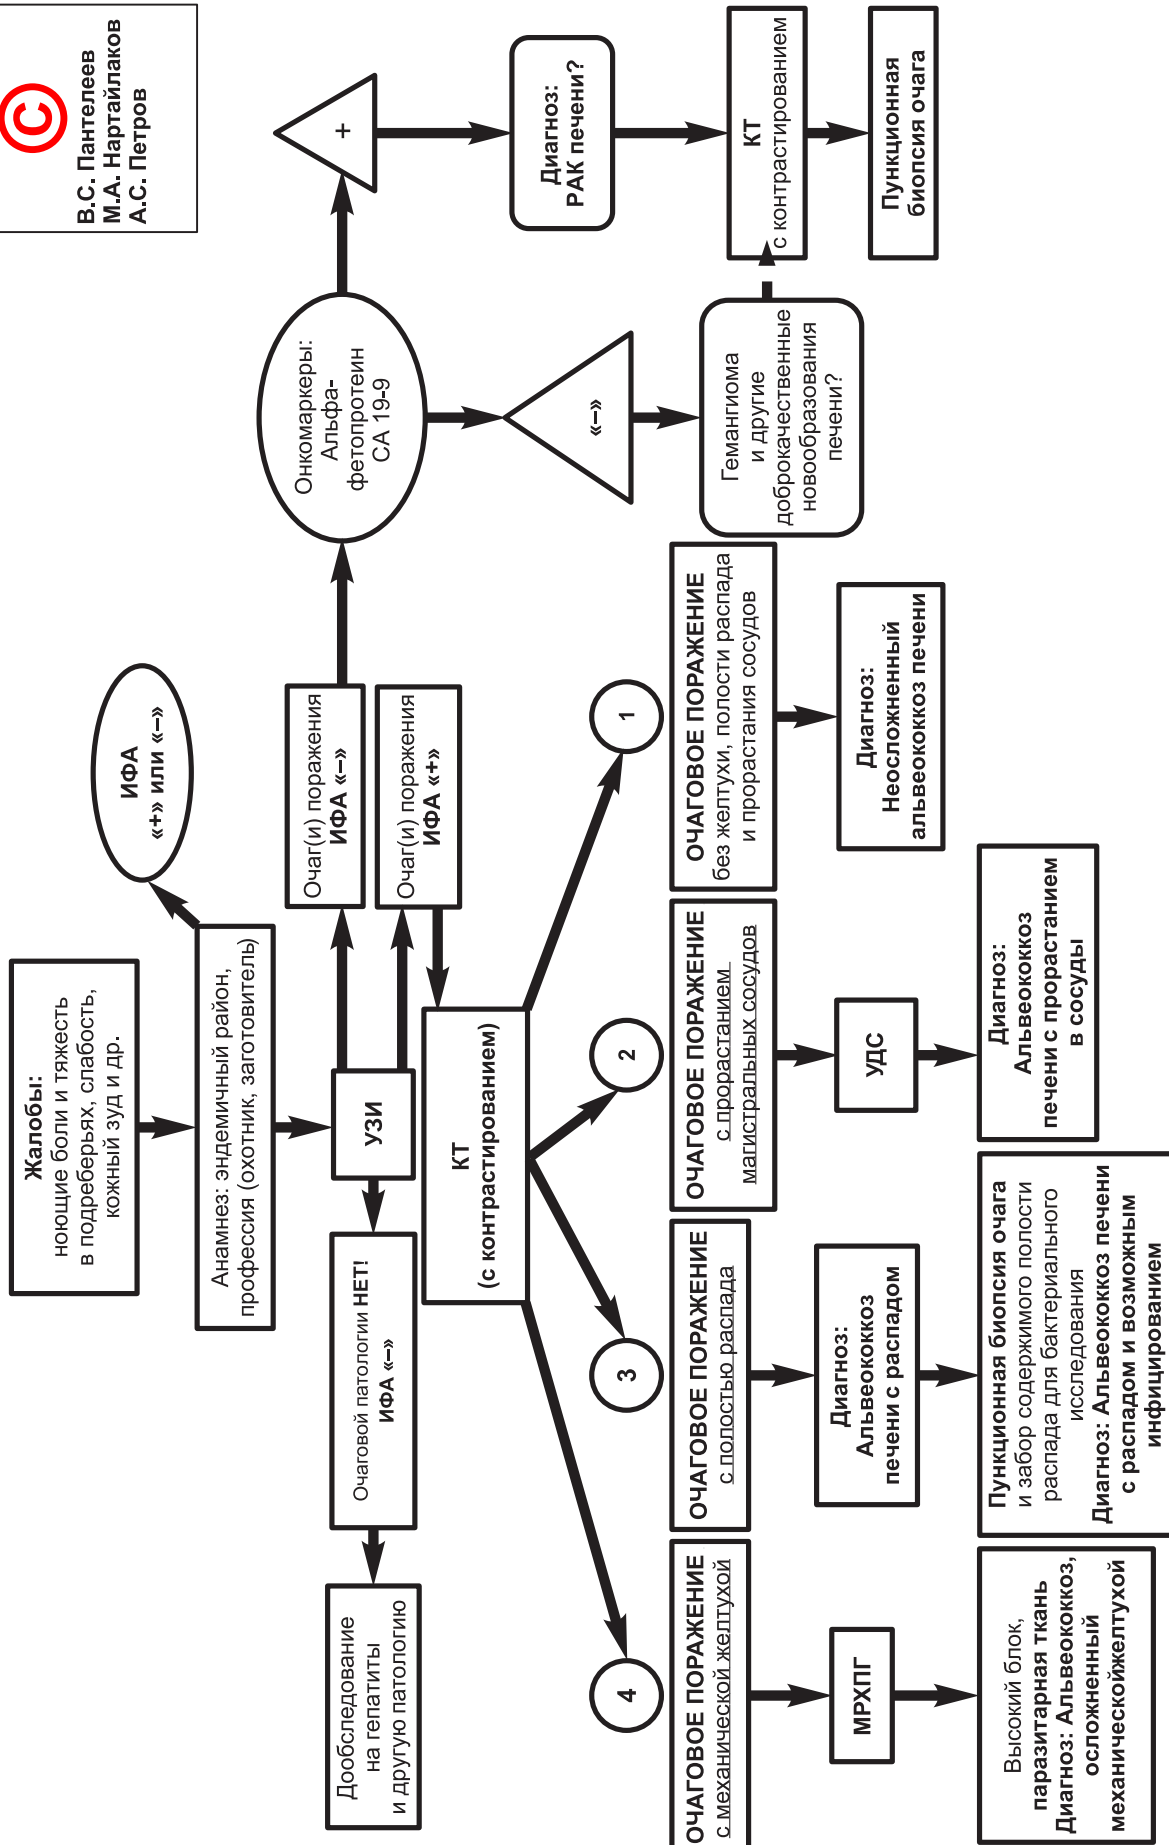 ©
В.С. Пантелеев
М.А. Нартайлаков
А.С. Петров
Жалобы:
ноющие боли и тяжесть
в подреберьях, слабость,
кожный зуд и др.
ИФА
«+» или «–»
Анамнез: эндемичный район,
профессия (охотник, заготовитель)
УЗИ
Очаговой патологии НЕТ!
ИФА «–»
Дообследование
на гепатиты
и другую патологию
Очаг(и) поражения
ИФА «–»
Очаг(и) поражения
ИФА «+»
Онкомаркеры:
Альфа-
фетопротеин
СА 19-9
+
Диагноз:
РАК печени?
КТ
с контрастированием
Пункционная
биопсия очага
«–»
Гемангиома
и другие
доброкачественные
новообразования
печени?
КТ
(с контрастированием)
4
3
2
1
ОЧАГОВОЕ ПОРАЖЕНИЕ
с механической желтухой
МРХПГ
Высокий блок,
паразитарная ткань
Диагноз: Альвеококкоз,
осложненный
механическойжелтухой
ОЧАГОВОЕ ПОРАЖЕНИЕ
с полостью распада
Диагноз:
Альвеококкоз
печени с распадом
Пункционная биопсия очага
и забор содержимого полости
распада для бактериального
исследования
Диагноз: Альвеококкоз печени
с распадом и возможным
инфицированием
ОЧАГОВОЕ ПОРАЖЕНИЕ
с прорастанием
магистральных сосудов
УДС
Диагноз:
Альвеококкоз
печени с прорастанием
в сосуды
ОЧАГОВОЕ ПОРАЖЕНИЕ
без желтухи, полости распада
и прорастания сосудов
Диагноз:
Неосложненный
альвеококкоз печени